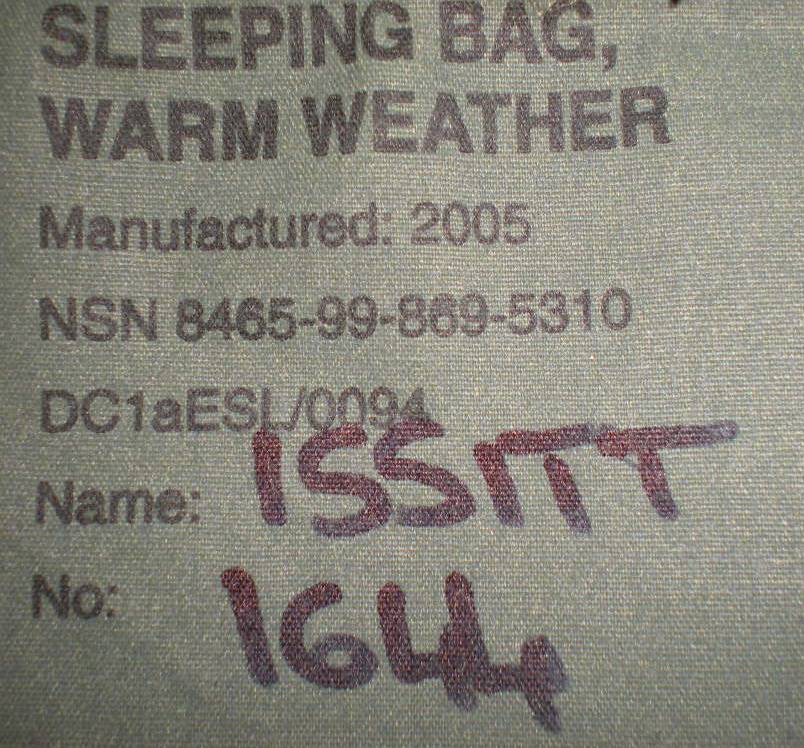 SLEEPING BAG,
WARM WEATHER
Manufactured: 2005
NSN 8465-99-869-5310
DC1aESL/0094
Name: ISSITT
No: 1644